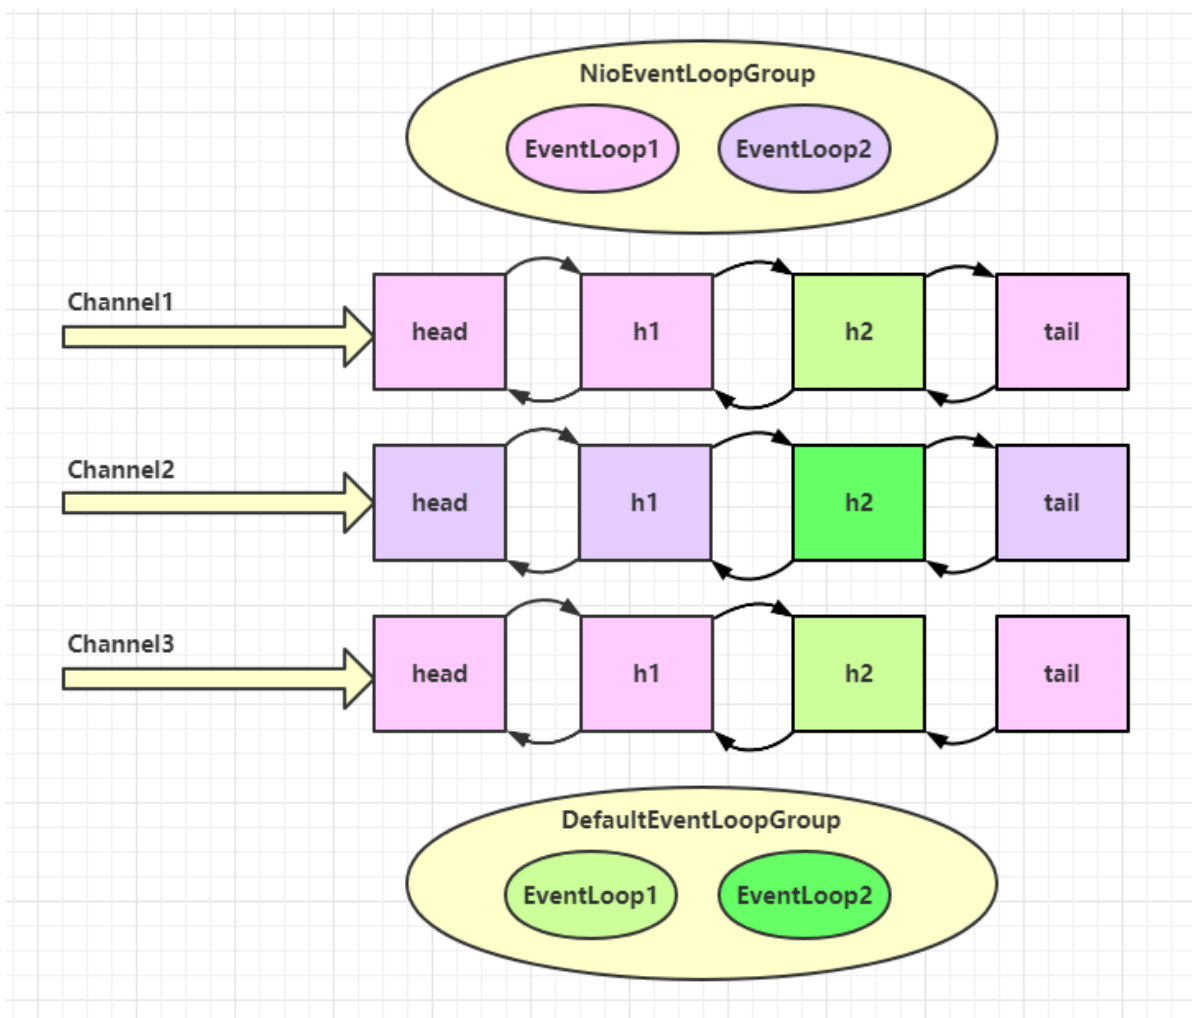 NioEventLoopGroup
EventLoop1 EventLoop2
Channel1
head h1 h2 tail
Channel2
head h1 h2 tail
Channel3
head h1 h2 tail
DefaultEventLoopGroup
EventLoop1 EventLoop2